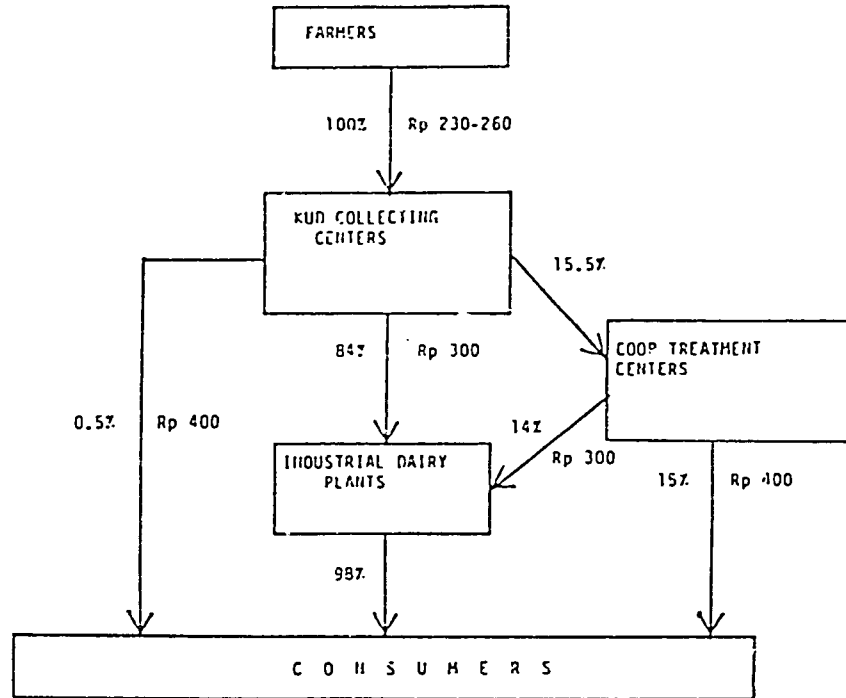 FARMERS
100% Rp 230-260
KUD COLLECTING
CENTERS
15.5%
84% Rp 300
COOP TREATMENT
CENTERS
0.5% Rp 400
14%
Rp 300
INDUSTRIAL DAIRY
PLANTS
15% Rp 400
98%
CONSUMERS